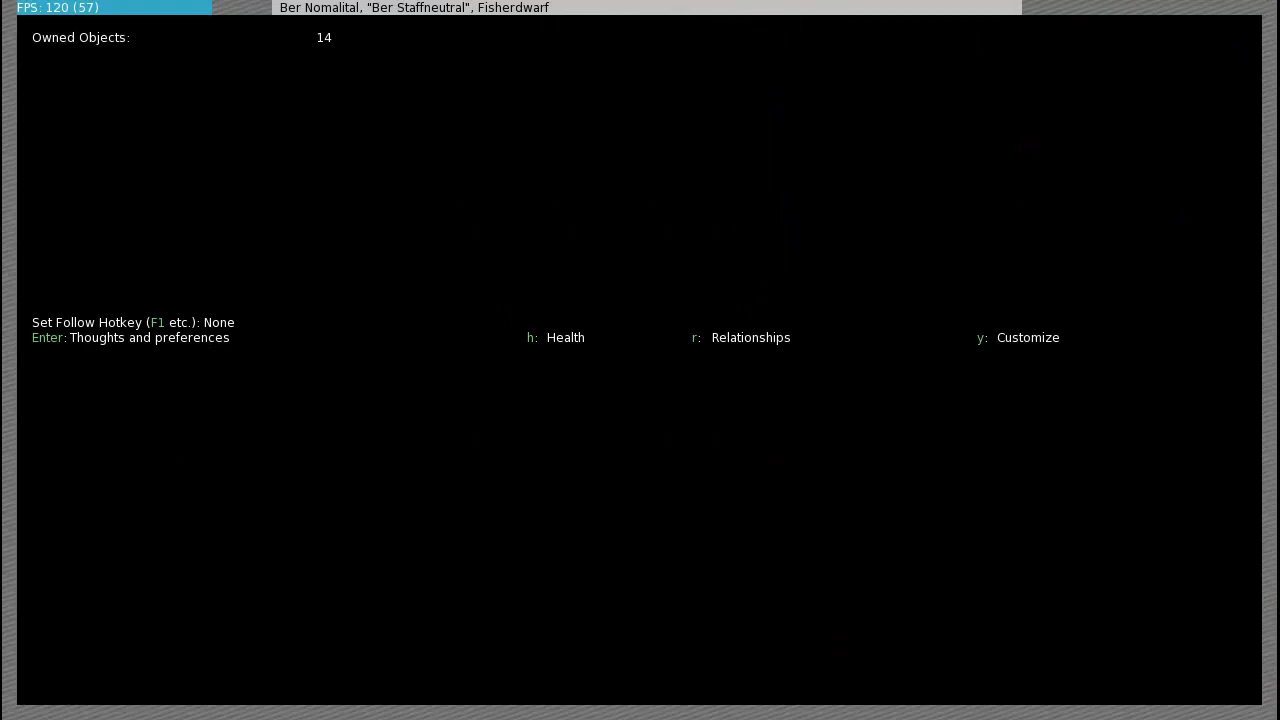 FPS: 120 (57)
Ber Nomalital, "Ber Staffneutral", Fisherdwarf
Owned Objects: 14
Set Follow Hotkey (F1 etc.): None
Enter: Thoughts and preferences h: Health r: Relationships y: Customize